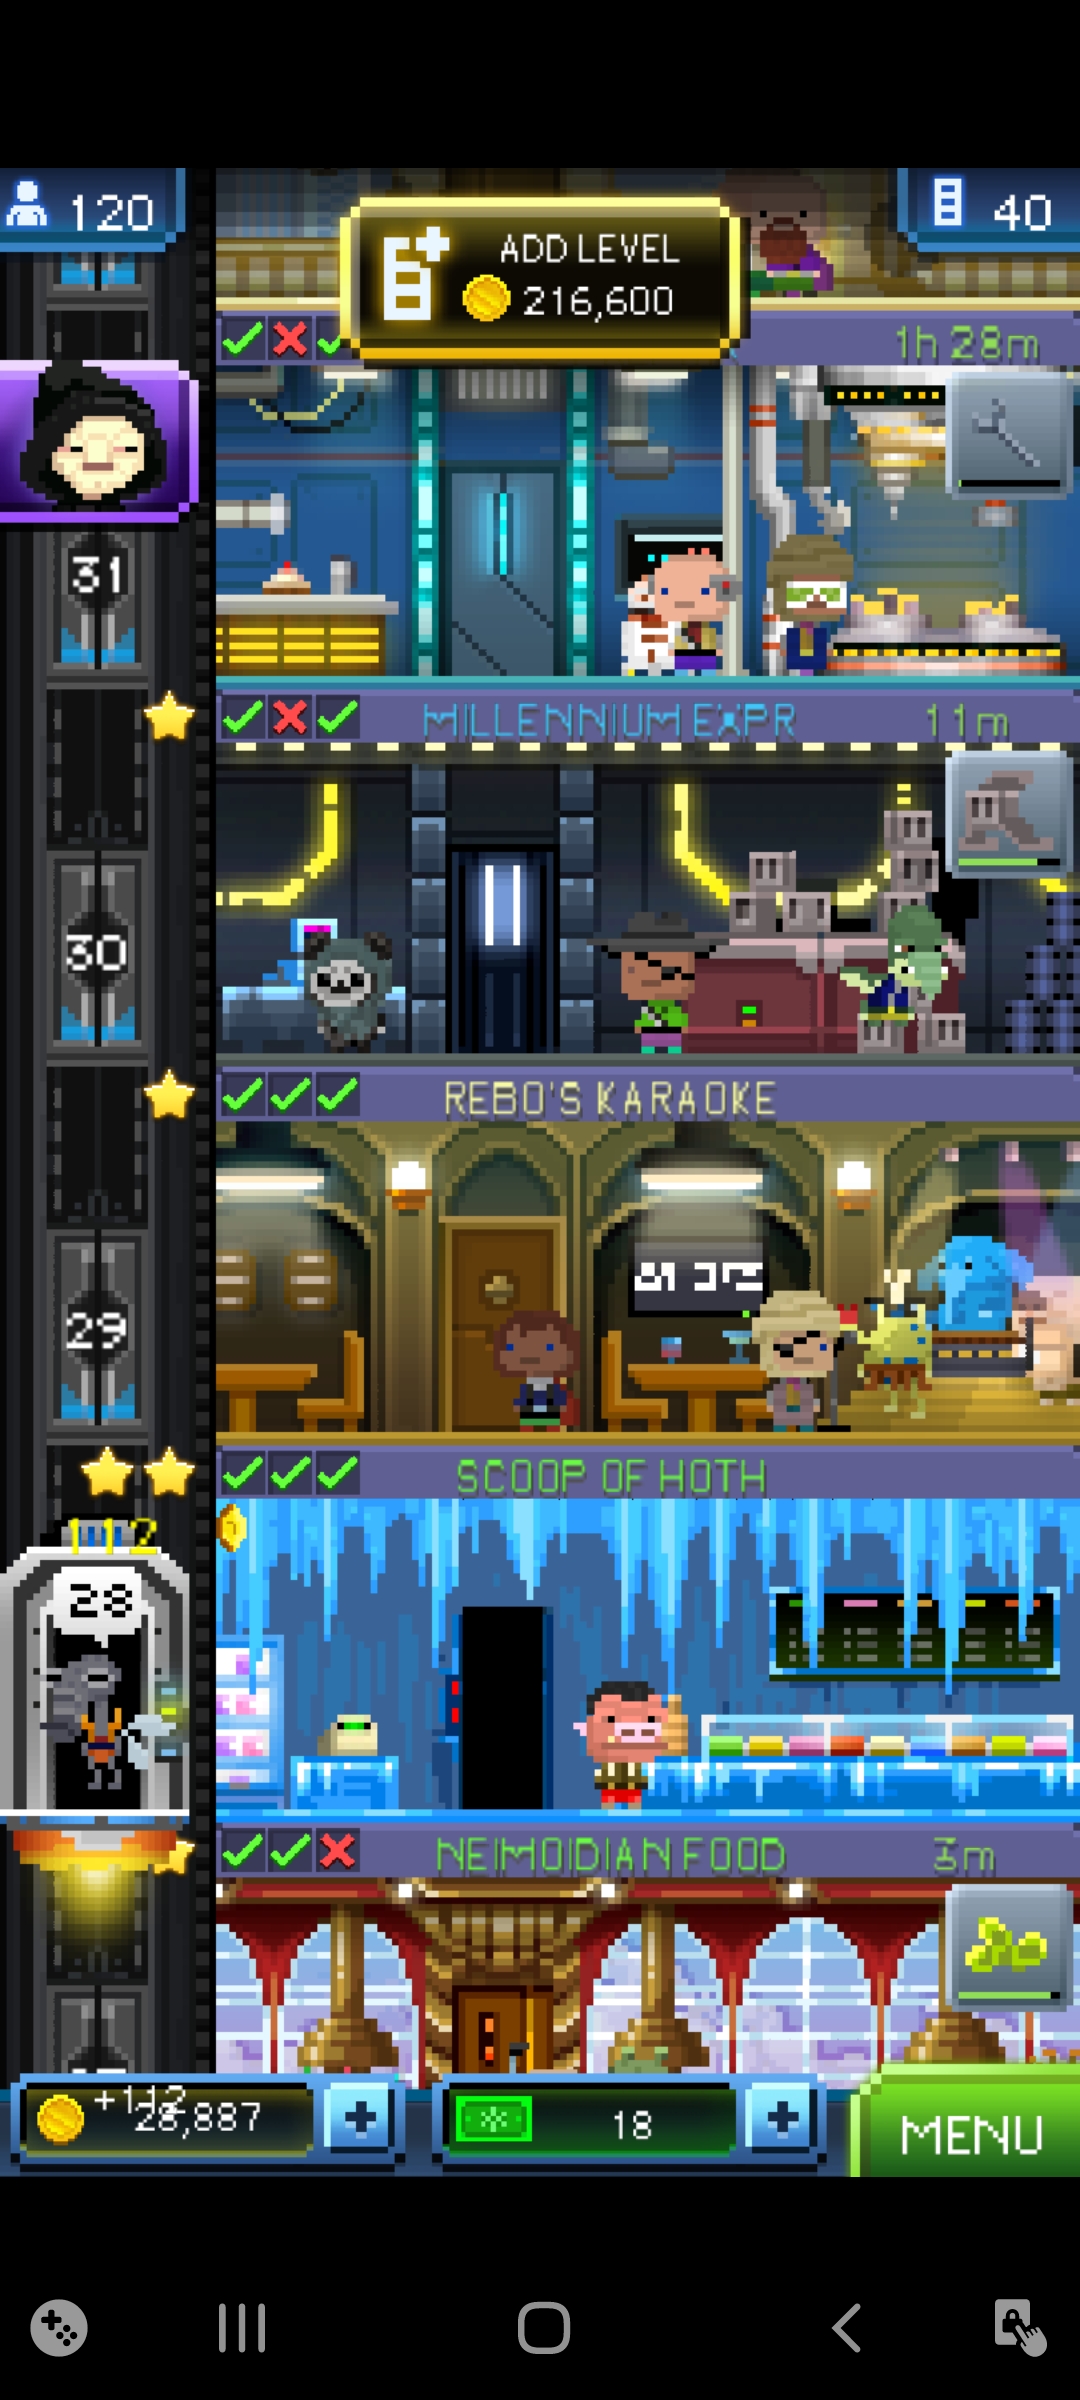 120
ADD LEVEL
216,600
40
1h 28m
31
MILLENNIUM EXPR
11m
30
REBO'S KARAOKE
29
SCOOP OF HOTH
112
28
NEIMOIDIAN FOOD
3m
+112
28,887
18
MENU